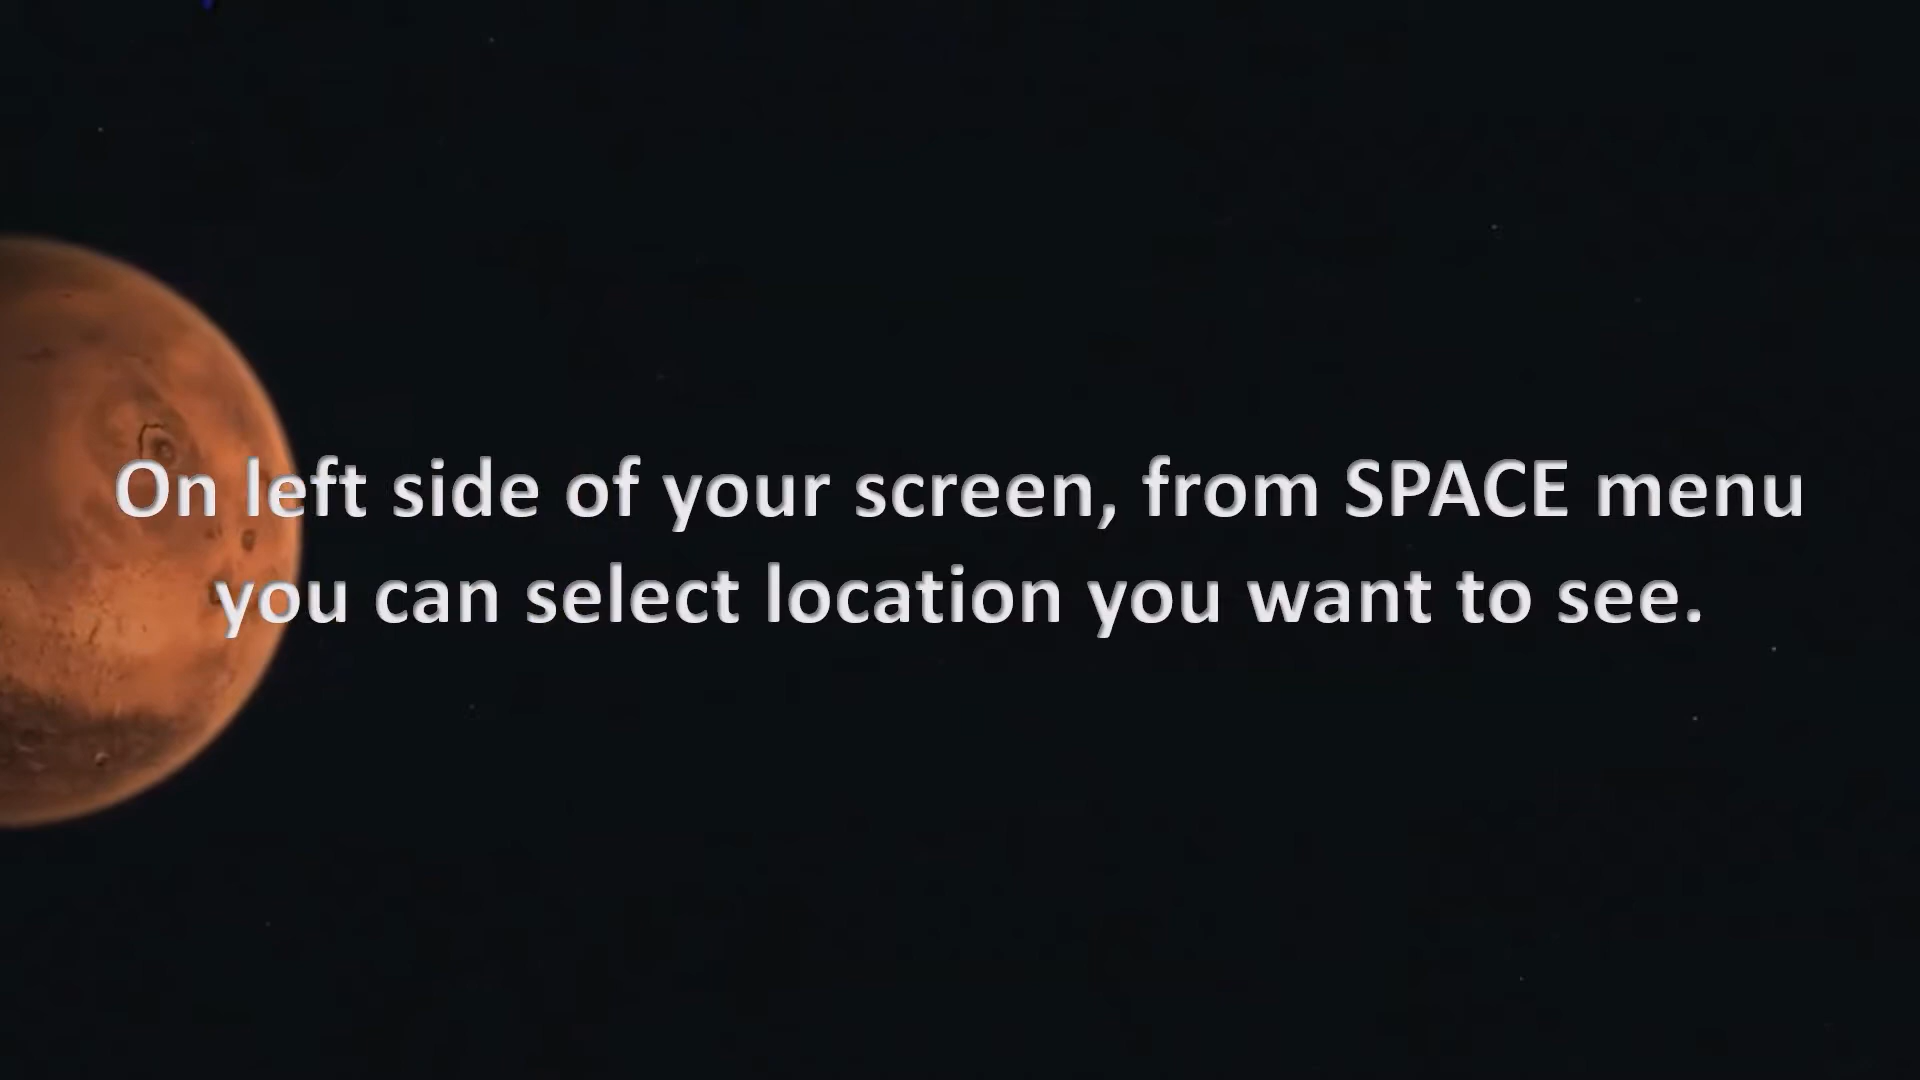 On left side of your screen, from SPACE menu
you can select location you want to see.